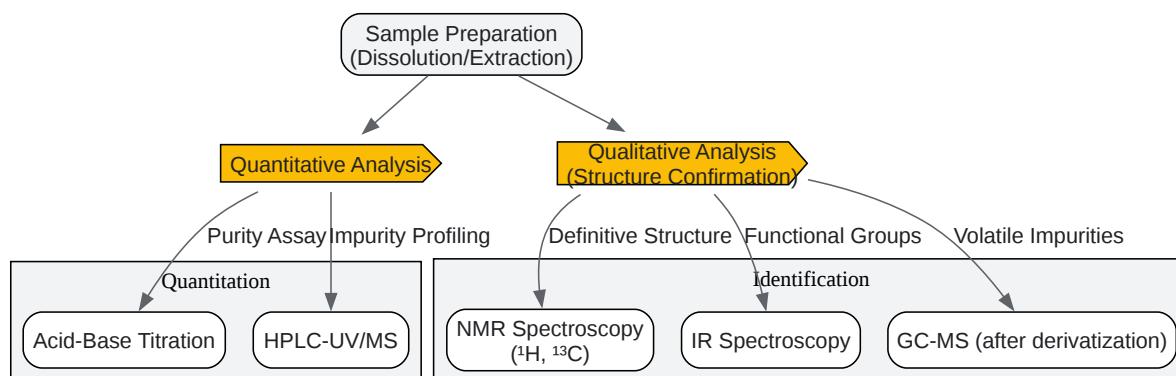 Sample Preparation
(Dissolution/Extraction)
Quantitative Analysis
Qualitative Analysis
(Structure Confirmation)
Purity Assay
Impurity Profiling
Definitive Structure
Functional Groups
Volatile Impurities
Quantitation
Identification
Acid-Base Titration
HPLC-UV/MS
NMR Spectroscopy
(¹H, ¹³C)
IR Spectroscopy
GC-MS (after derivatization)